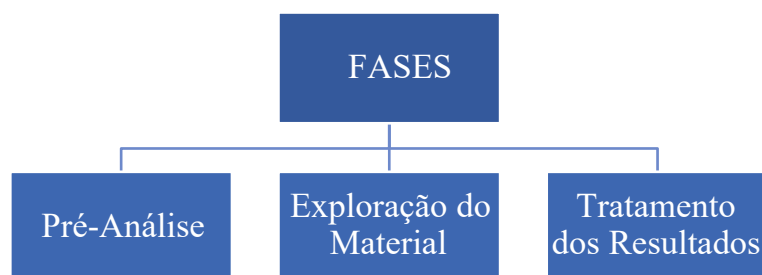 FASES
Pré-Análise
Exploração do
Material
Tratamento
dos Resultados